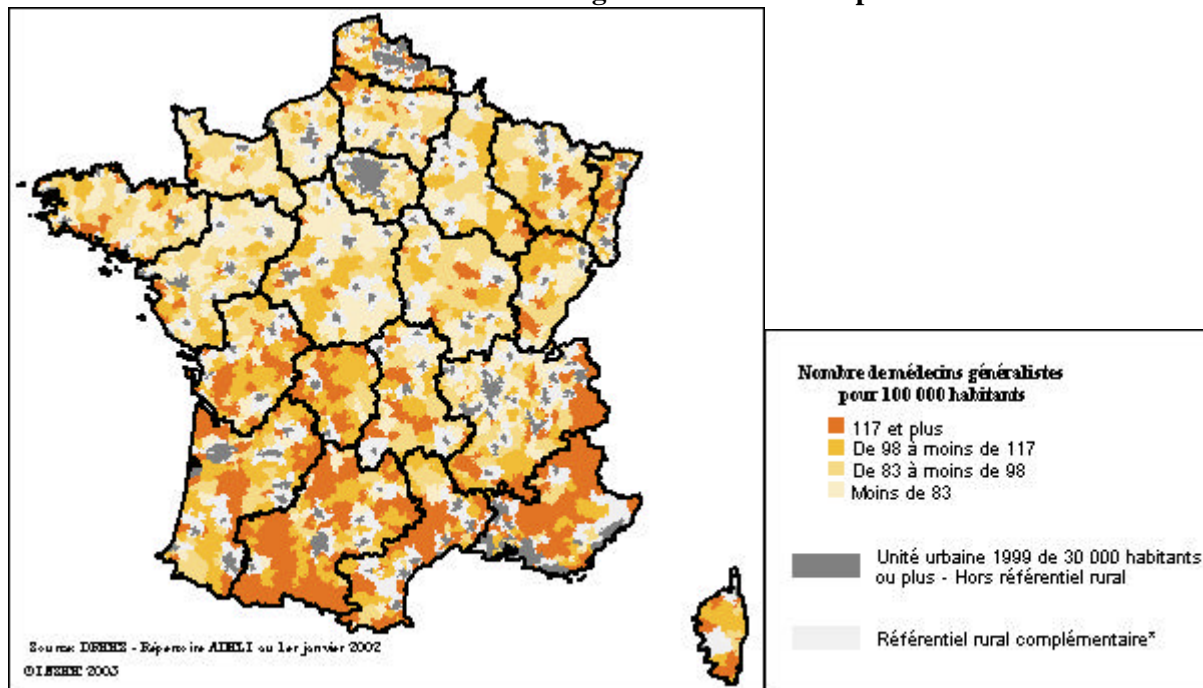 Nombre de médecins généralistes
pour 100 000 habitants
117 et plus
De 98 à moins de 117
De 83 à moins de 98
Moins de 83
Unité urbaine 1999 de 30 000 habitants
ou plus - Hors référentiel rural
Référentiel rural complémentaire*
Source: DREES - Répertoire ADELI au 1er janvier 2002
©INSEE 2003